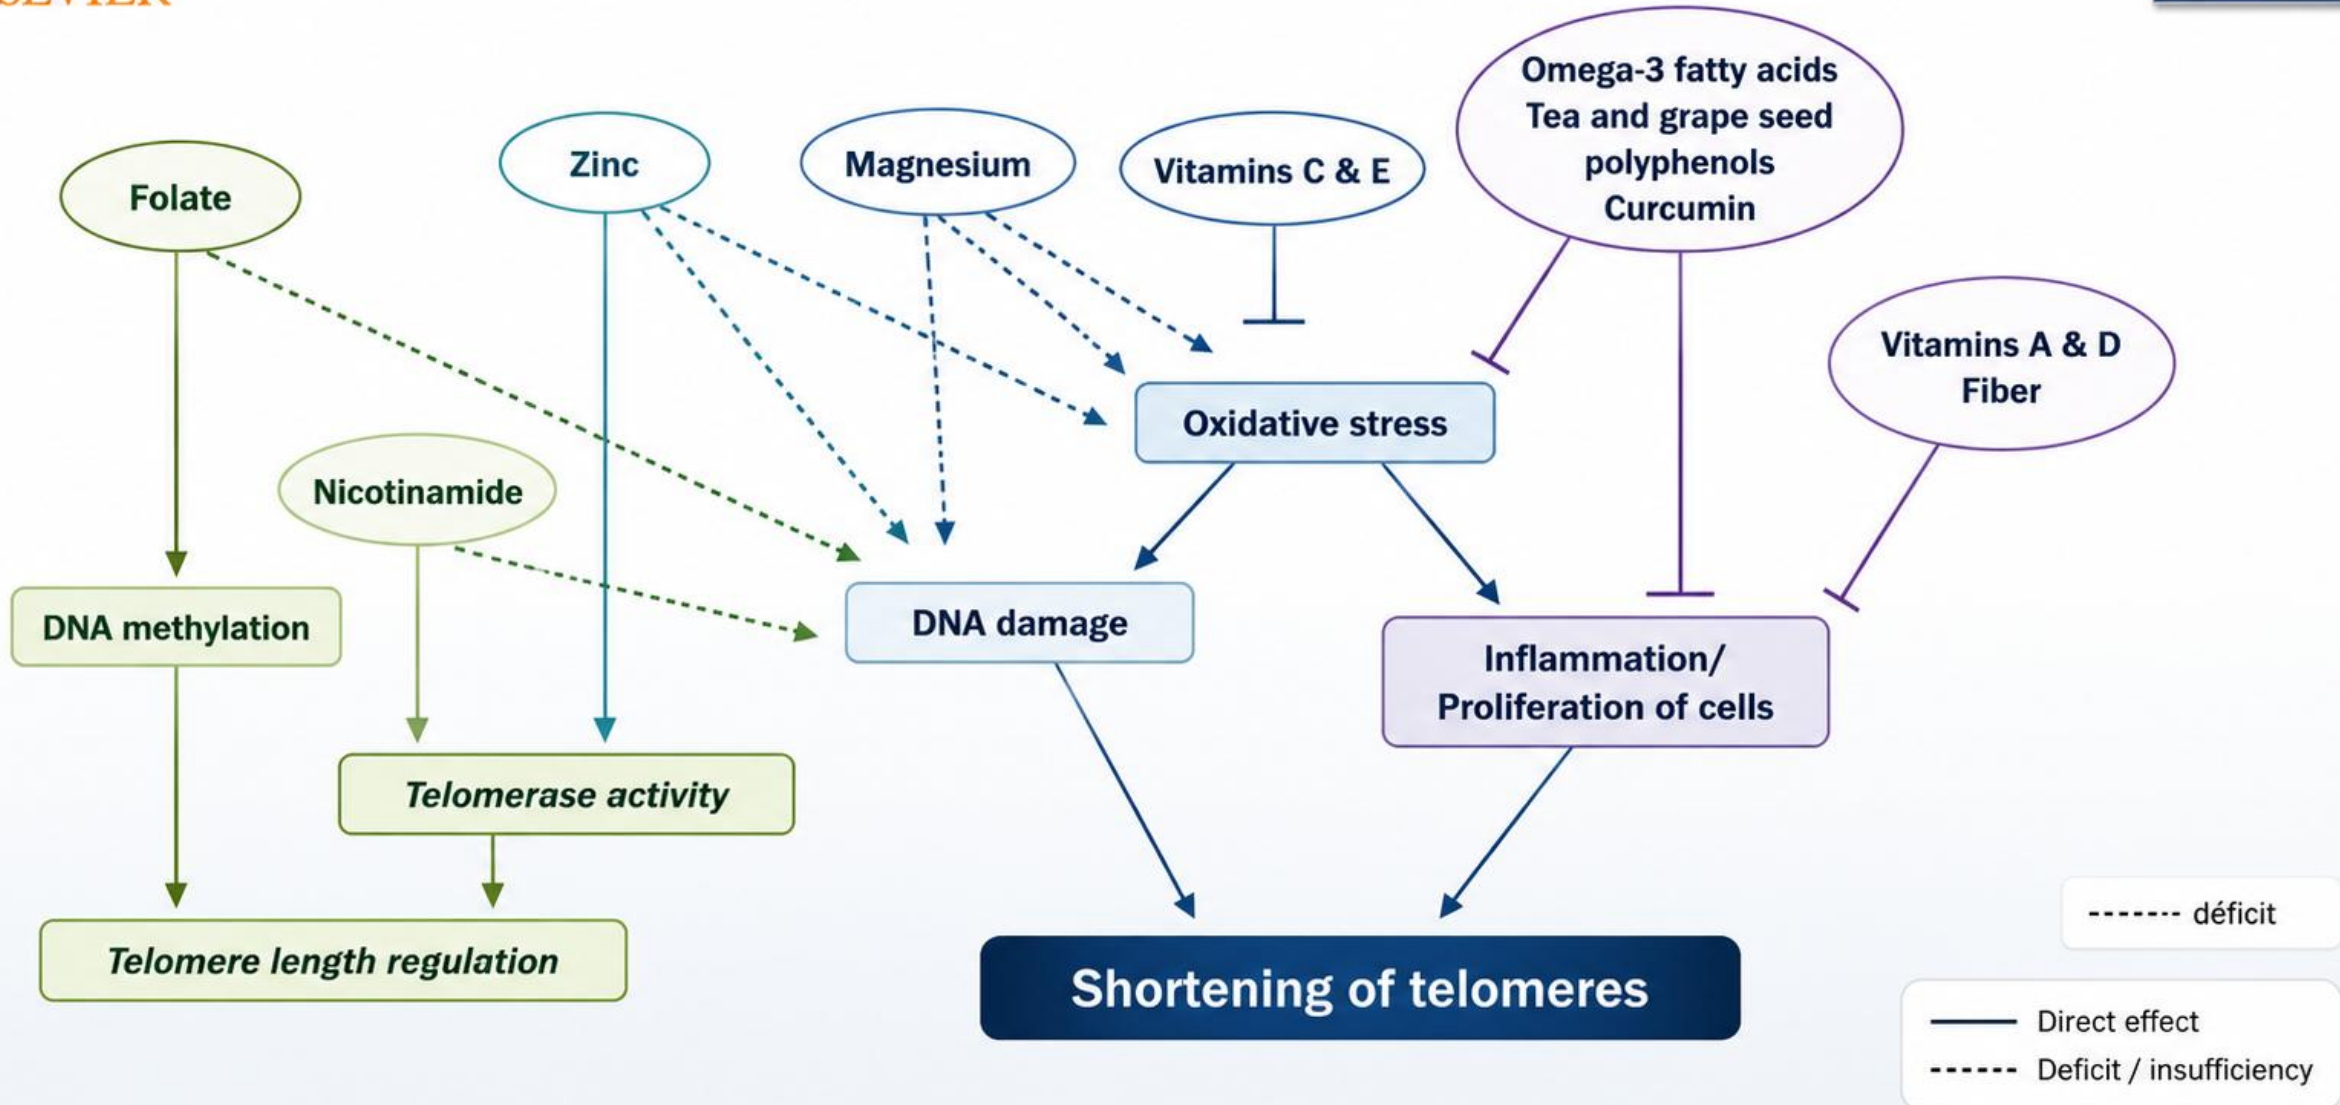 Omega-3 fatty acids
Tea and grape seed
polyphenols
Curcumin
Folate
Zinc
Magnesium
Vitamins C & E
Vitamins A & D
Fiber
Oxidative stress
Nicotinamide
DNA methylation
DNA damage
Inflammation/
Proliferation of cells
Telomerase activity
Telomere length regulation
Shortening of telomeres
déficit
Direct effect
Deficit / insufficiency